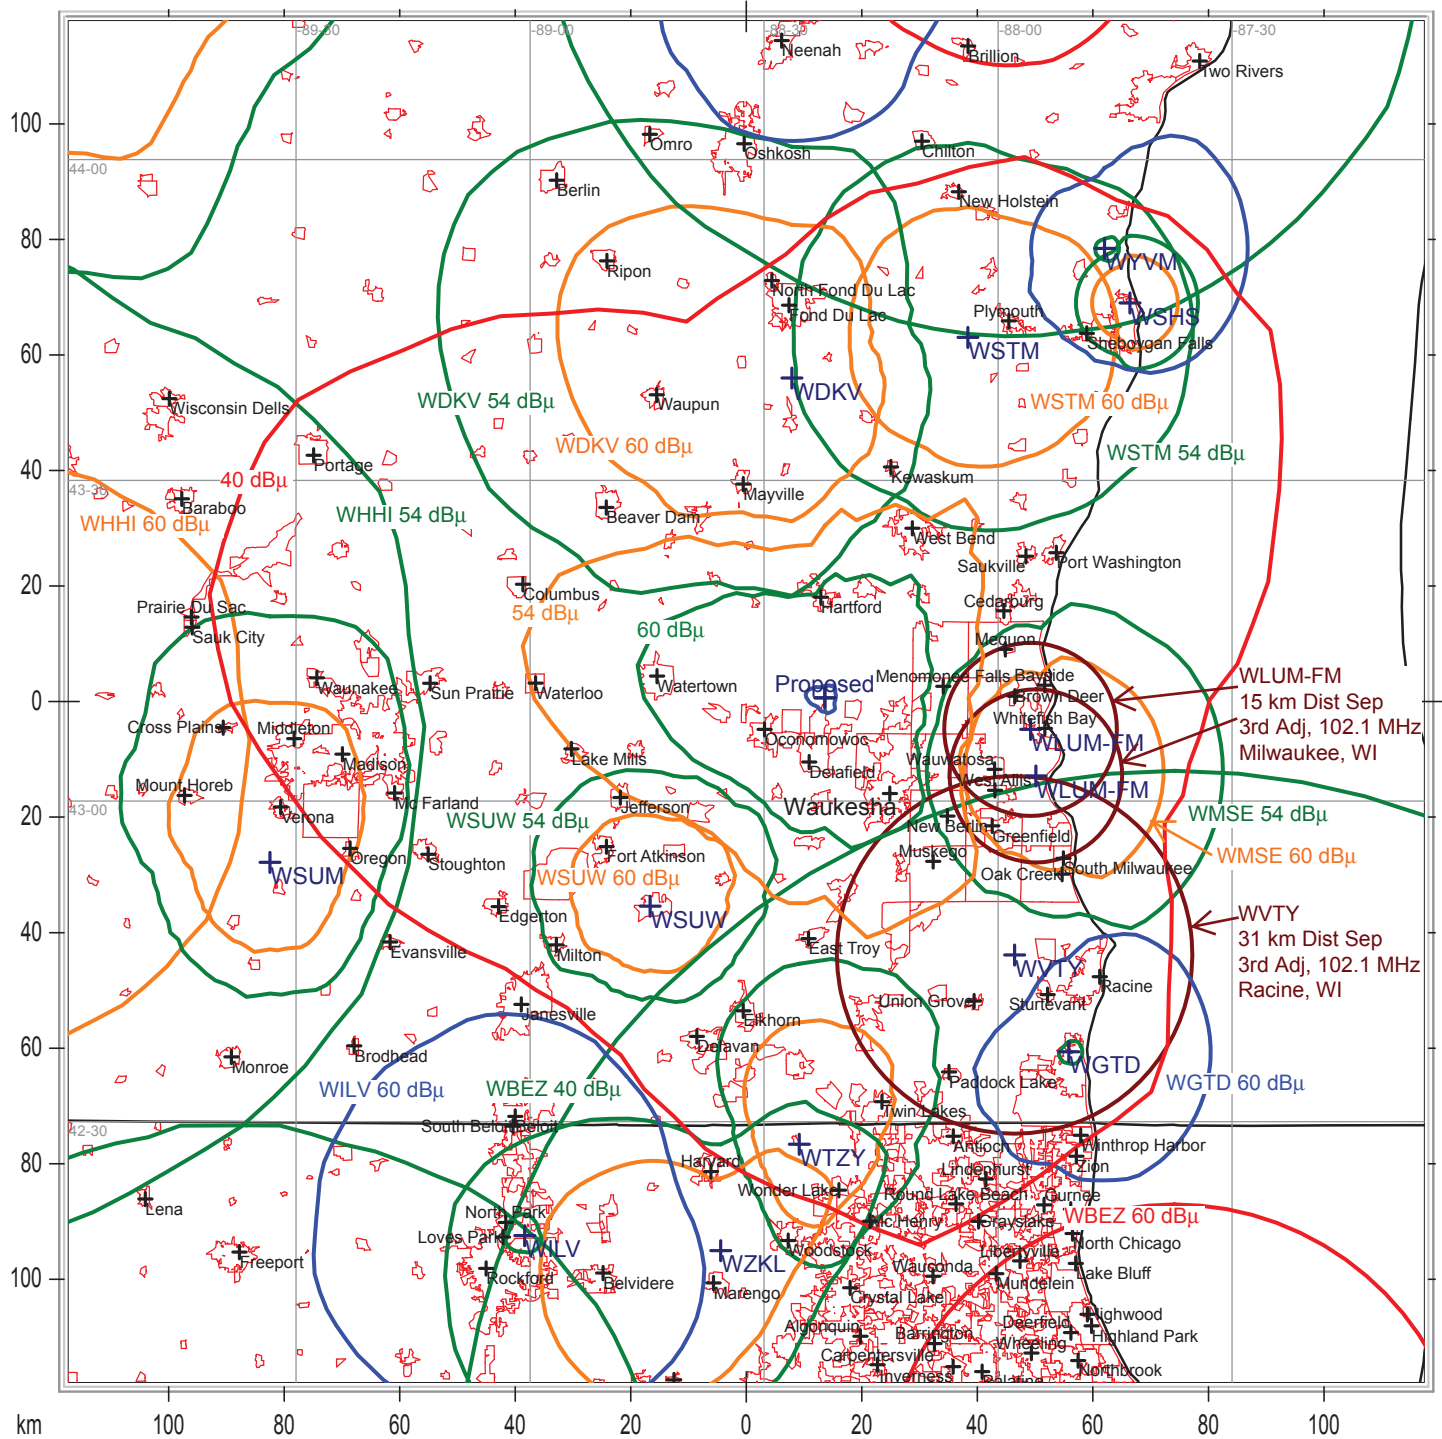 -89-30
-89-00
-88-30
-88-00
-87-30
Neenah
Brillion
Two Rivers
100
Omro
Oshkosh
Chilton
44-00
Berlin
New Holstein
80
WYVM
Ripon
North Fond Du Lac
Fond Du Lac
Plymouth
WSHS
Sheboygan Falls
60
WSTM
WDKV
Wisconsin Dells
WDKV 54 dBµ
Waupun
WSTM 60 dBµ
WDKV 60 dBµ
WSTM 54 dBµ
Portage
40
40 dBµ
Kewaskum
43-30
Mayville
Baraboo
WHHI 60 dBµ
WHHI 54 dBµ
Beaver Dam
West Bend
Saukville
Port Washington
20
Columbus
Prairie Du Sac
54 dBµ
Hartford
Cedarburg
Sauk City
60 dBµ
Mequon
Waunakee
Sun Prairie
Waterloo
Watertown
Proposed
Menomonee Falls
Bayside
Brown Deer
WLUM-FM
15 km Dist Sep
3rd Adj, 102.1 MHz
Milwaukee, WI
0
Cross Plains
Middleton
Oconomowoc
Whitefish Bay
WLUM-FM
Madison
Lake Mills
Delafield
Wauwatosa
Mount Horeb
West Allis
WLUM-FM
Mc Farland
Jefferson
Waukesha
43-00
Verona
WSUW 54 dBµ
New Berlin
Greenfield
WMSE 54 dBµ
20
Oregon
Stoughton
Fort Atkinson
Muskego
WMSE 60 dBµ
WSUM
WSUW 60 dBµ
Oak Creek
South Milwaukee
Edgerton
WSUW
WVTY
31 km Dist Sep
3rd Adj, 102.1 MHz
Racine, WI
40
Evansville
Milton
East Troy
WVTY
Racine
Janesville
Union Grove
Sturtevant
Elkhorn
60
Monroe
Brodhead
Delavan
WGTD
WILV 60 dBµ
WBEZ 40 dBµ
Paddock Lake
WGTD 60 dBµ
Twin Lakes
South Beloit
Beloit
42-30
Antioch
Winthrop Harbor
80
Harvard
WTZY
Lindenhurst
Zion
Lena
Wonder Lake
Round Lake Beach
Gurnee
North Park
Mc Henry
Grayslake
WBEZ 60 dBµ
Loves Park
WILV
Woodstock
North Chicago
Freeport
WZKL
Libertyville
100
Rockford
Belvidere
Marengo
Wauconda
Mundelein
Lake Bluff
Crystal Lake
Algonquin
Barrington
Deerfield
Highwood
Highland Park
Carpentersville
Wheeling
Inverness
Palatine
Northbrook
km
100
80
60
40
20
0
20
40
60
80
100